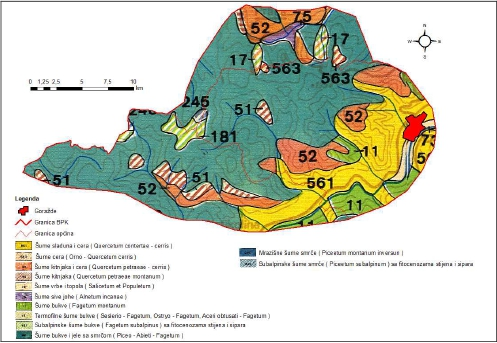 52
75
17
17
563
563
245
51
52
181
11
52
51
51
52
561
11
11
N
W
E
S
0 1,25 2,5 5 7,5 10
km
Legenda
Goražde
Granica BPK
Granica općina
Šume sladuna i cera ( Quercetum confertae - cerris )
Šume cera ( Orno - Quercetum cerris )
Šume kitnjaka i cera ( Quercetum petraeae - cerris )
Šume kitnjaka ( Quercetum petraeae montanum )
Šume vrbe i topola ( Salicetum et Populetum )
Šume sive johe ( Alnetum incanae )
Šume bukve ( Fagetum montanum )
Termofilne šume bukve ( Seslerio - Fagetum, Ostryo - Fagetum, Aceri obtusati - Fagetum )
Subalpinske šume bukve ( Fagetum subalpinus ) sa fitocenozama stijena i sipara
Šume bukve i jele sa smrčom ( Piceo - Abieti - Fagetum )
Mrazišne šume smrče ( Piceetum montanum inversum )
Subalpinske šume smrče ( Piceetum subalpinum ) sa fitocenozama stijena i sipara